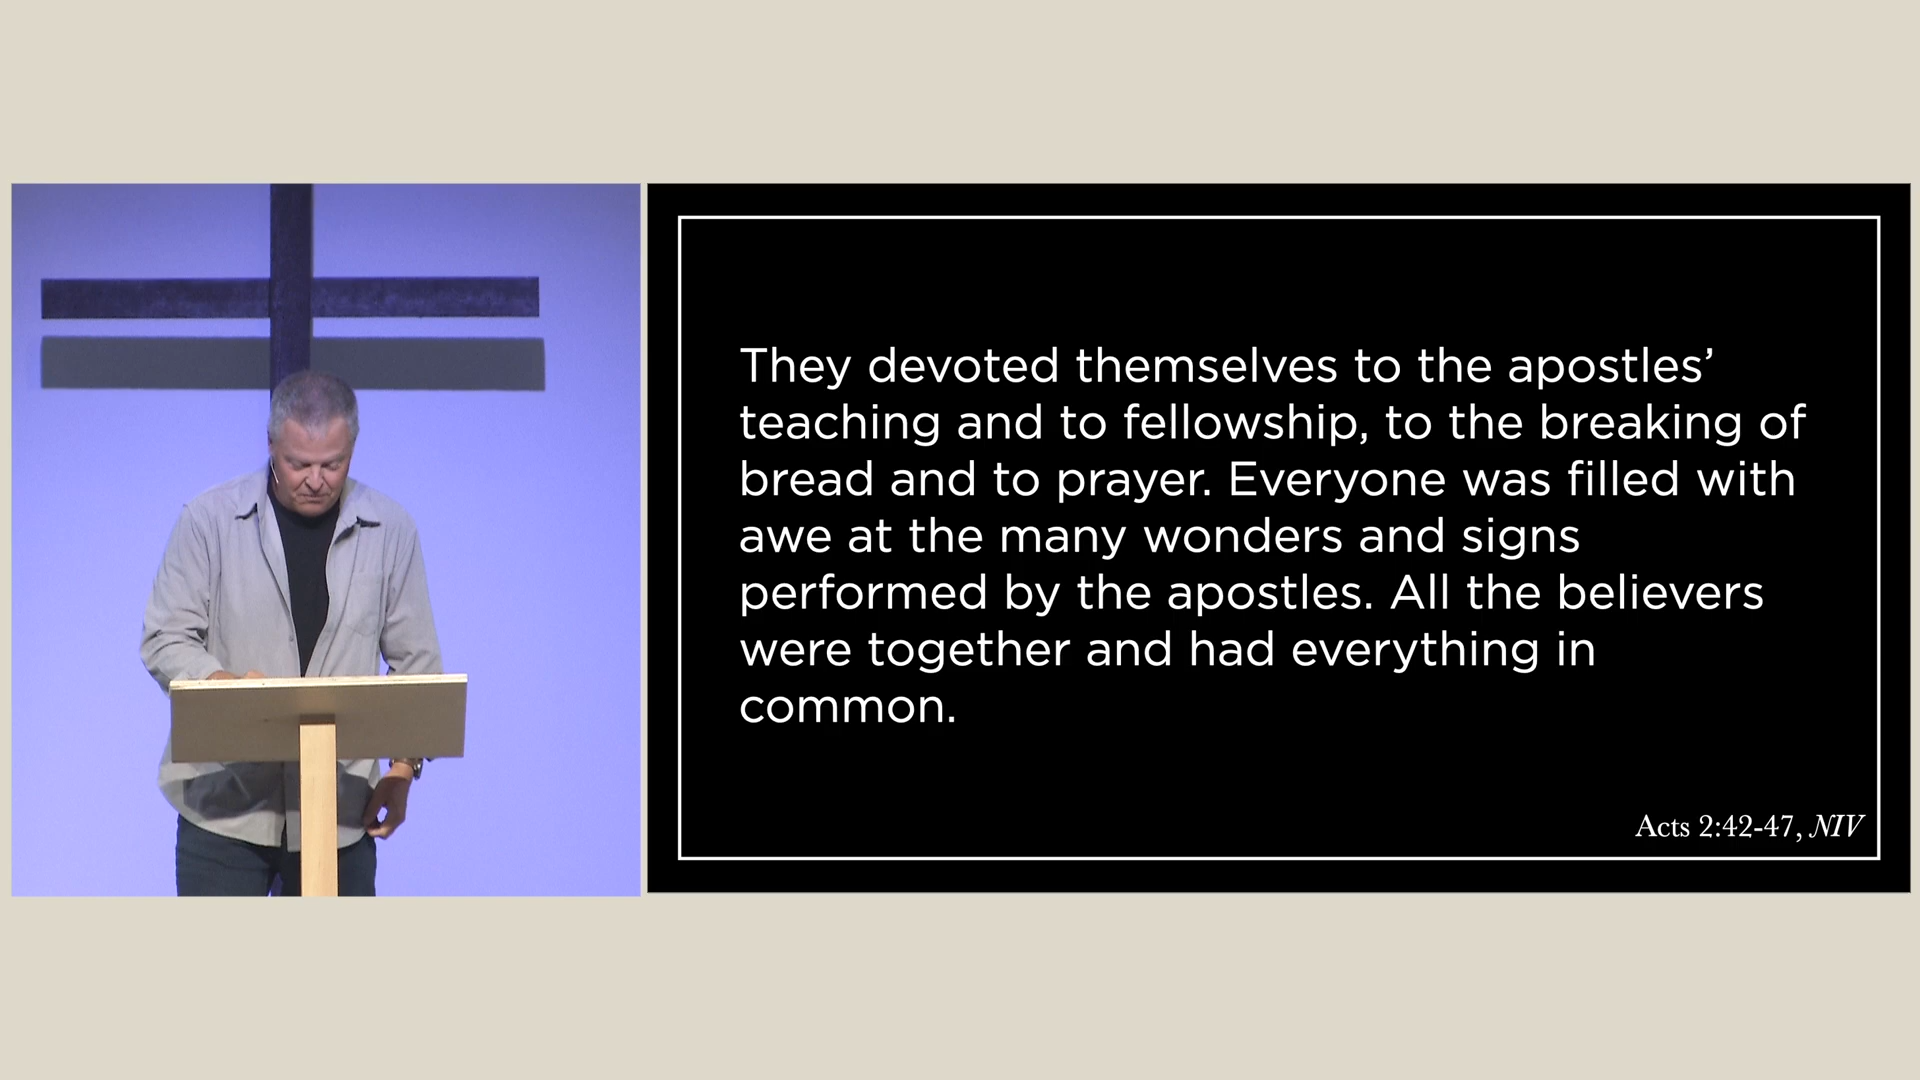 They devoted themselves to the apostles’
teaching and to fellowship, to the breaking of
bread and to prayer. Everyone was filled with
awe at the many wonders and signs
performed by the apostles. All the believers
were together and had everything in
common.
Acts 2:42-47, NIV